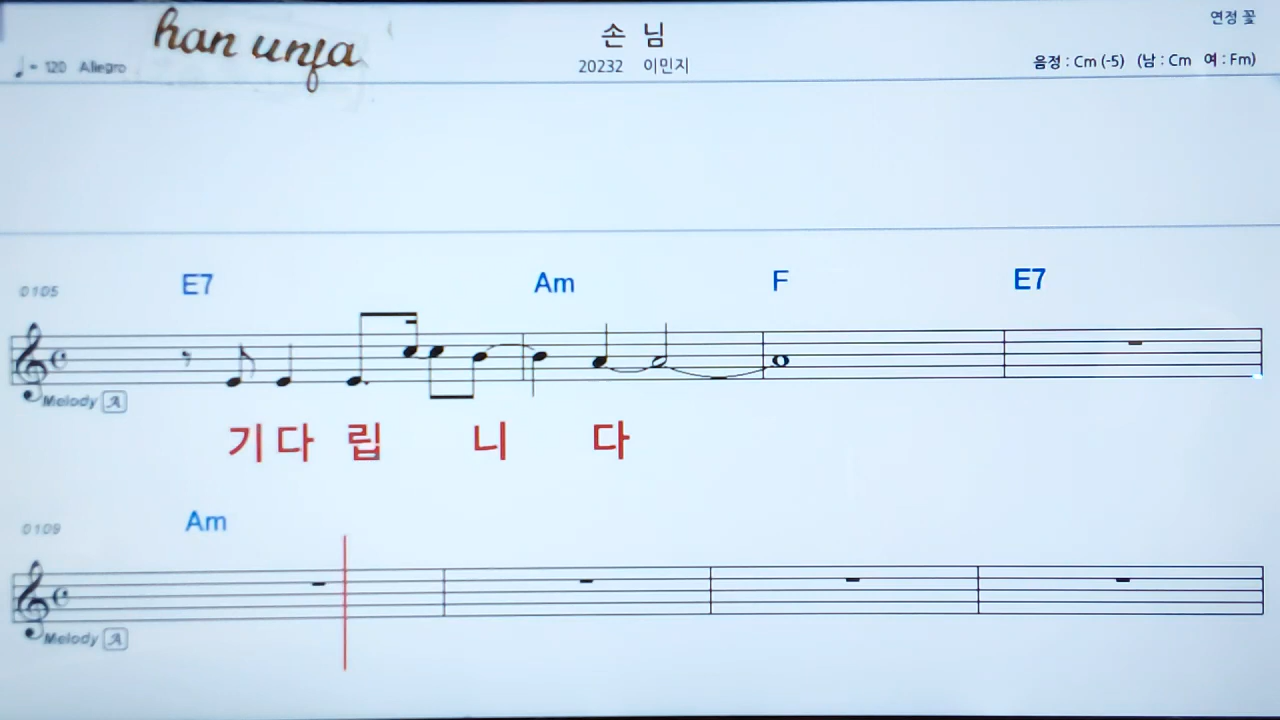 han unfa
손 님
연정 꽃
♩= 120 Allegro
20232 이민지
음정 : Cm (-5) (남 : Cm 여 : Fm)
0105
E7 Am F E7
Melody A
기 다 립 니 다
0109
Am
Melody A